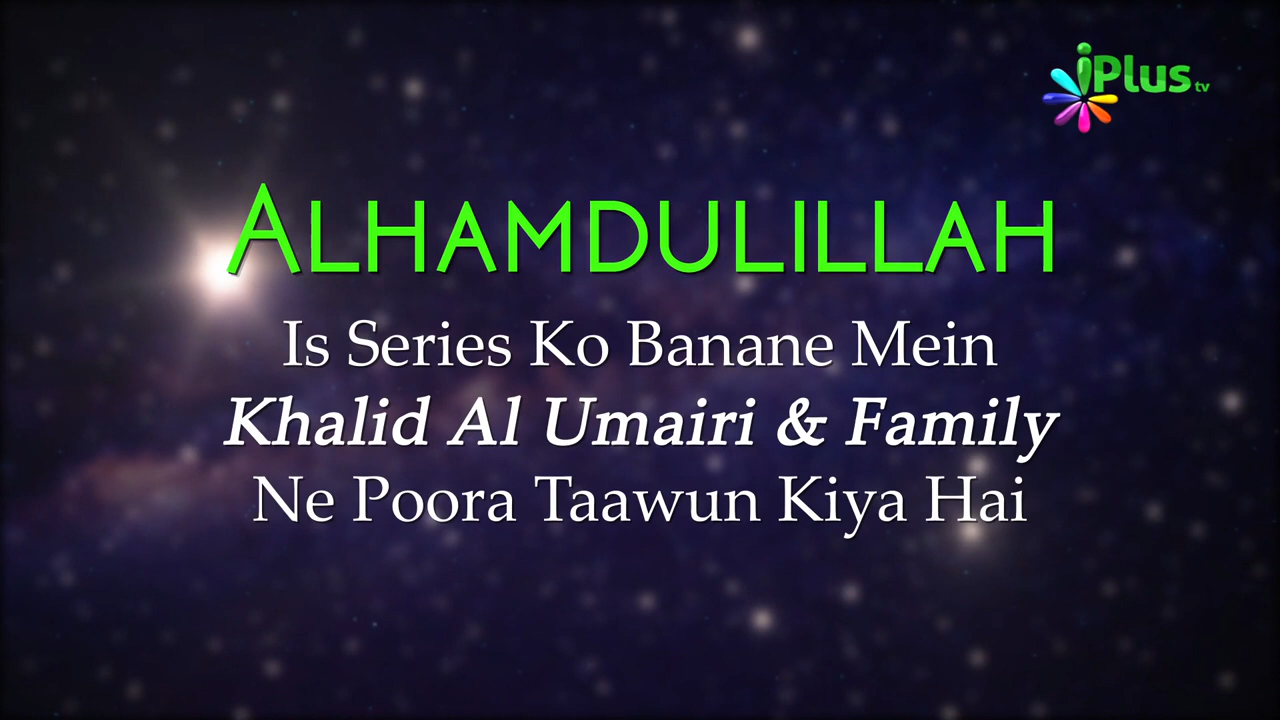 iPlus tv
ALHAMDULILLAH
Is Series Ko Banane Mein
Khalid Al Umairi & Family
Ne Poora Taawun Kiya Hai